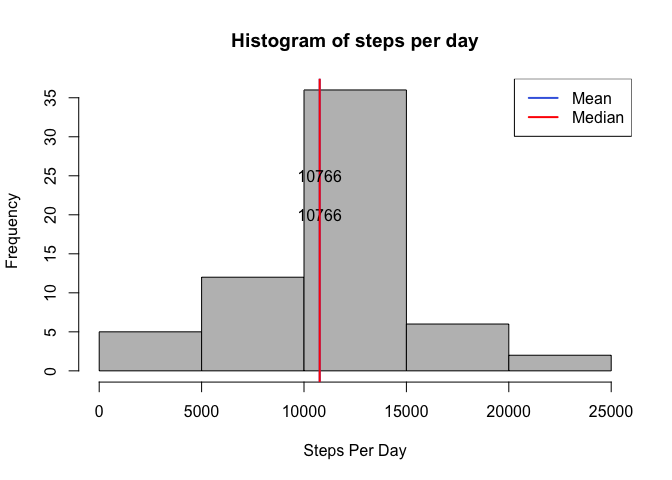 Histogram of steps per day
Mean
Median
Frequency
35
30
25
20
15
10
5
0
10766
10766
0 5000 10000 15000 20000 25000
Steps Per Day